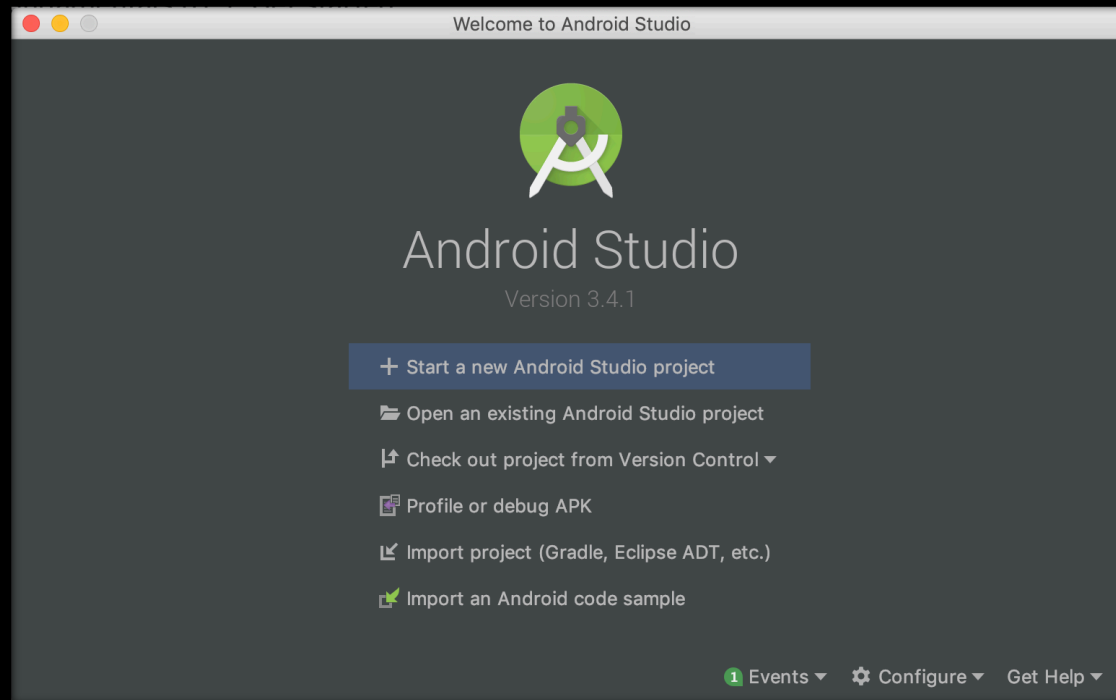 Welcome to Android Studio
Android Studio
Version 3.4.1
Start a new Android Studio project
Open an existing Android Studio project
Check out project from Version Control
Profile or debug APK
Import project (Gradle, Eclipse ADT, etc.)
Import an Android code sample
1 Events Configure Get Help